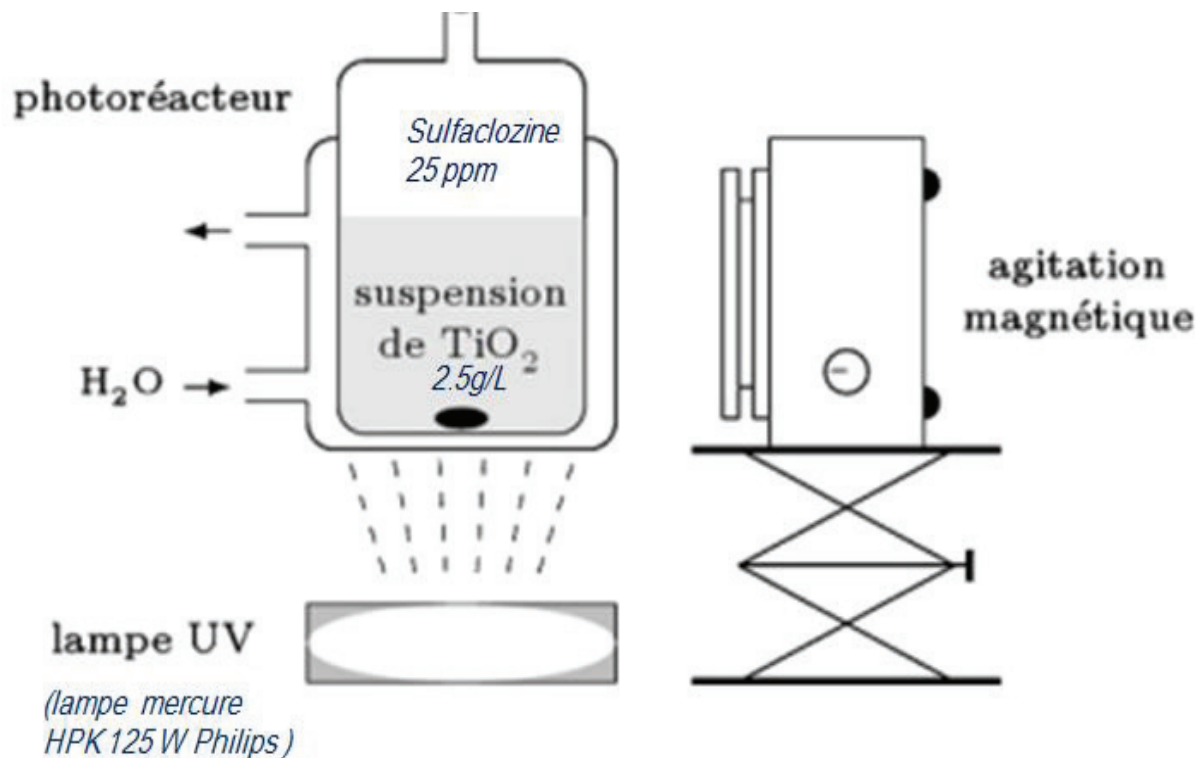 photoréacteur
Sulfaclozine
25 ppm
suspension
de TiO₂
2.5g/L
H₂O
agitation
magnétique
lampe UV
(lampe mercure
HPK 125 W Philips )